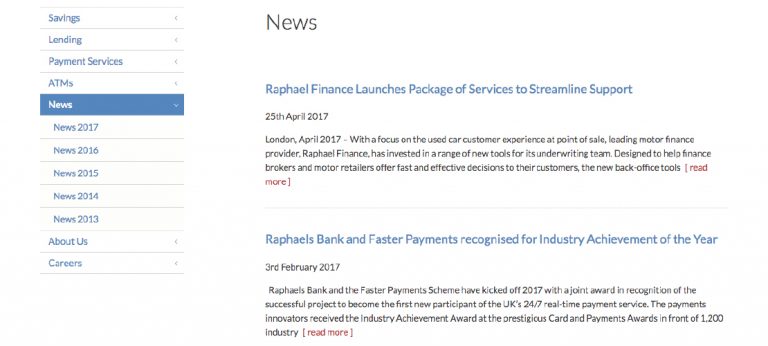 Savings
Lending
Payment Services
ATMs
News
News 2017
News 2016
News 2015
News 2014
News 2013
About Us
Careers
News
Raphael Finance Launches Package of Services to Streamline Support
25th April 2017
London, April 2017 – With a focus on the used car customer experience at point of sale, leading motor finance
provider, Raphael Finance, has invested in a range of new tools for its underwriting team. Designed to help finance
brokers and motor retailers offer fast and effective decisions to their customers, the new back-office tools [ read
more ]
Raphaels Bank and Faster Payments recognised for Industry Achievement of the Year
3rd February 2017
Raphaels Bank and the Faster Payments Scheme have kicked off 2017 with a joint award in recognition of the
successful project to become the first new participant of the UK's 24/7 real-time payment service. The payments
innovators received the Industry Achievement Award at the prestigious Card and Payments Awards in front of 1,200
industry [ read more ]